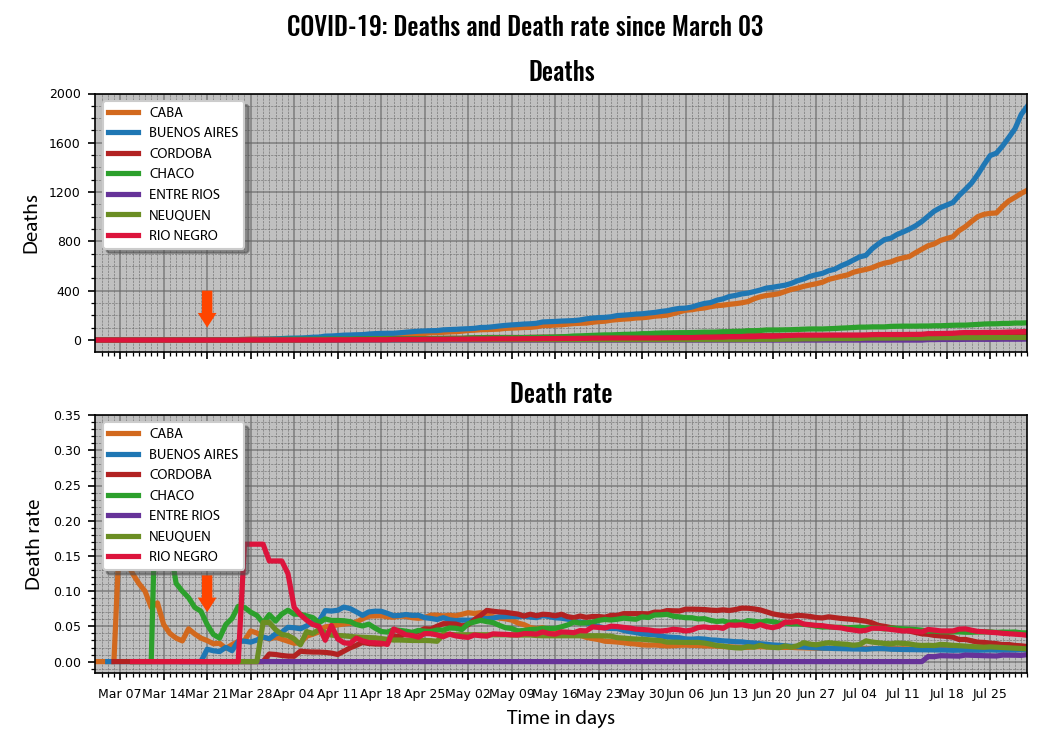 COVID-19: Deaths and Death rate since March 03
Deaths
2000
1600
1200
800
400
0
Deaths
CABA
BUENOS AIRES
CORDOBA
CHACO
ENTRE RIOS
NEUQUEN
RIO NEGRO
Death rate
0.35
0.30
0.25
0.20
0.15
0.10
0.05
0.00
Death rate
CABA
BUENOS AIRES
CORDOBA
CHACO
ENTRE RIOS
NEUQUEN
RIO NEGRO
Mar 07 Mar 14 Mar 21 Mar 28 Apr 04 Apr 11 Apr 18 Apr 25 May 02 May 09 May 16 May 23 May 30 Jun 06 Jun 13 Jun 20 Jun 27 Jul 04 Jul 11 Jul 18 Jul 25
Time in days